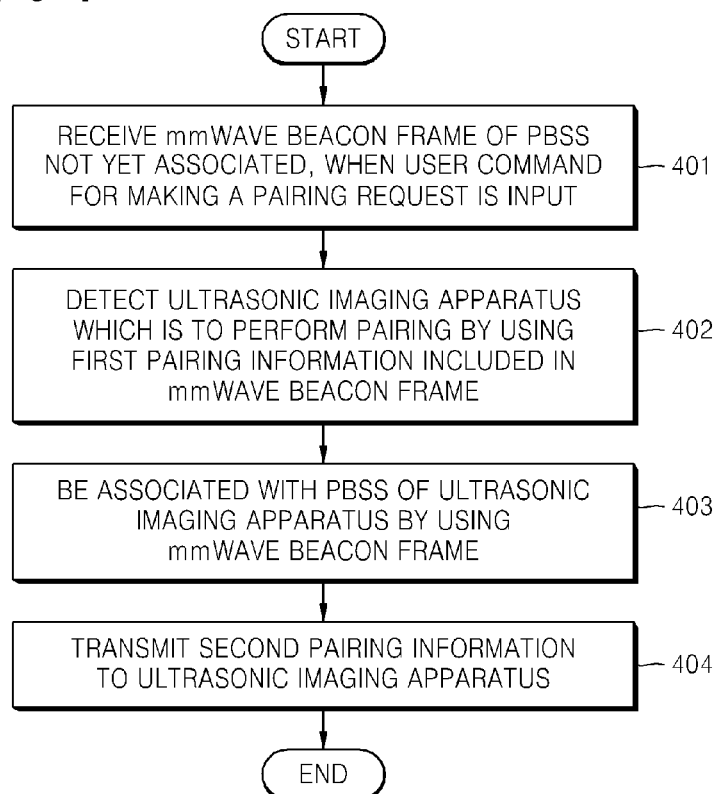 START
RECEIVE mmWAVE BEACON FRAME OF PBSS
NOT YET ASSOCIATED, WHEN USER COMMAND
FOR MAKING A PAIRING REQUEST IS INPUT
401
DETECT ULTRASONIC IMAGING APPARATUS
WHICH IS TO PERFORM PAIRING BY USING
FIRST PAIRING INFORMATION INCLUDED IN
mmWAVE BEACON FRAME
402
BE ASSOCIATED WITH PBSS OF ULTRASONIC
IMAGING APPARATUS BY USING
mmWAVE BEACON FRAME
403
TRANSMIT SECOND PAIRING INFORMATION
TO ULTRASONIC IMAGING APPARATUS
404
END